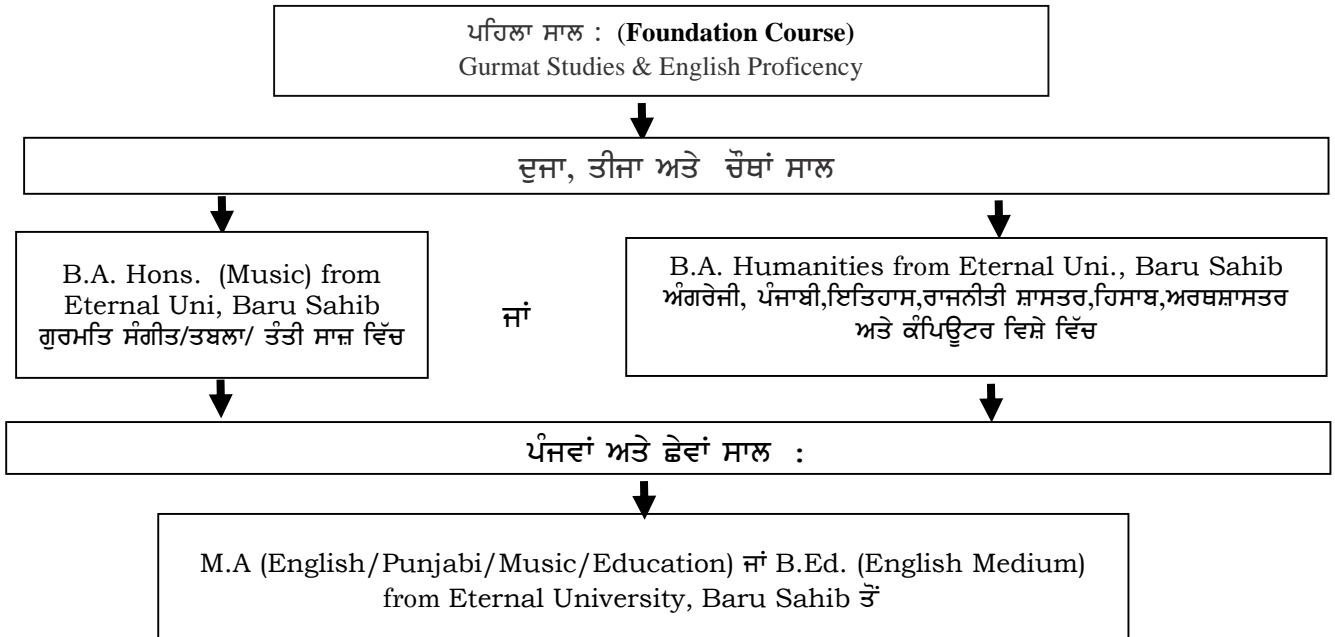 ਪਹਿਲਾ ਸਾਲ : (Foundation Course)
Gurmat Studies & English Proficency
ਦੂਜਾ, ਤੀਜਾ ਅਤੇ ਚੌਥਾਂ ਸਾਲ
B.A. Hons. (Music) from
Eternal Uni, Baru Sahib
ਗੁਰਮਤਿ ਸੰਗੀਤ/ਤਬਲਾ/ ਤੰਤੀ ਸਾਜ਼ ਵਿੱਚ
ਜਾਂ
B.A. Humanities from Eternal Uni., Baru Sahib
ਅੰਗਰੇਜੀ, ਪੰਜਾਬੀ,ਇਤਿਹਾਸ,ਰਾਜਨੀਤੀ ਸ਼ਾਸਤਰ,ਹਿਸਾਬ,ਅਰਥਸ਼ਾਸਤਰ
ਅਤੇ ਕੰਪਿਊਟਰ ਵਿਸ਼ੇ ਵਿੱਚ
ਪੰਜਵਾਂ ਅਤੇ ਛੇਵਾਂ ਸਾਲ :
M.A (English/Punjabi/Music/Education) ਜਾਂ B.Ed. (English Medium)
from Eternal University, Baru Sahib ਤੋਂ